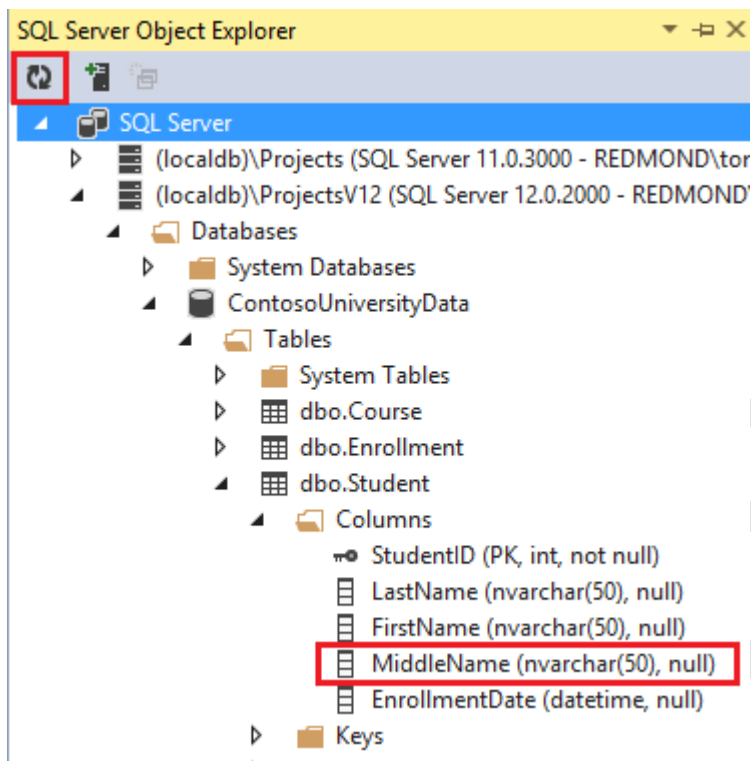 SQL Server Object Explorer
SQL Server
(localdb)\Projects (SQL Server 11.0.3000 - REDMOND\tor
(localdb)\ProjectsV12 (SQL Server 12.0.2000 - REDMOND\
Databases
System Databases
ContosoUniversityData
Tables
System Tables
dbo.Course
dbo.Enrollment
dbo.Student
Columns
StudentID (PK, int, not null)
LastName (nvarchar(50), null)
FirstName (nvarchar(50), null)
MiddleName (nvarchar(50), null)
EnrollmentDate (datetime, null)
Keys